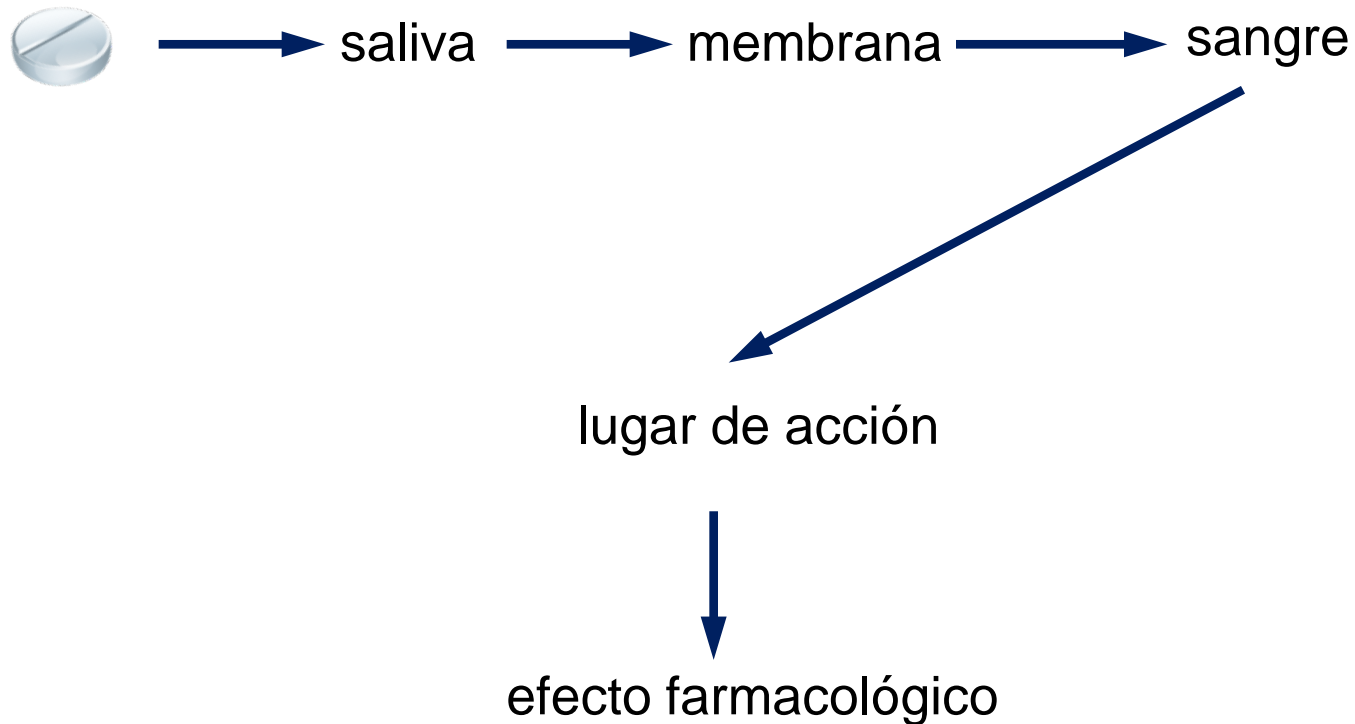 saliva
membrana
sangre
lugar de acción
efecto farmacológico